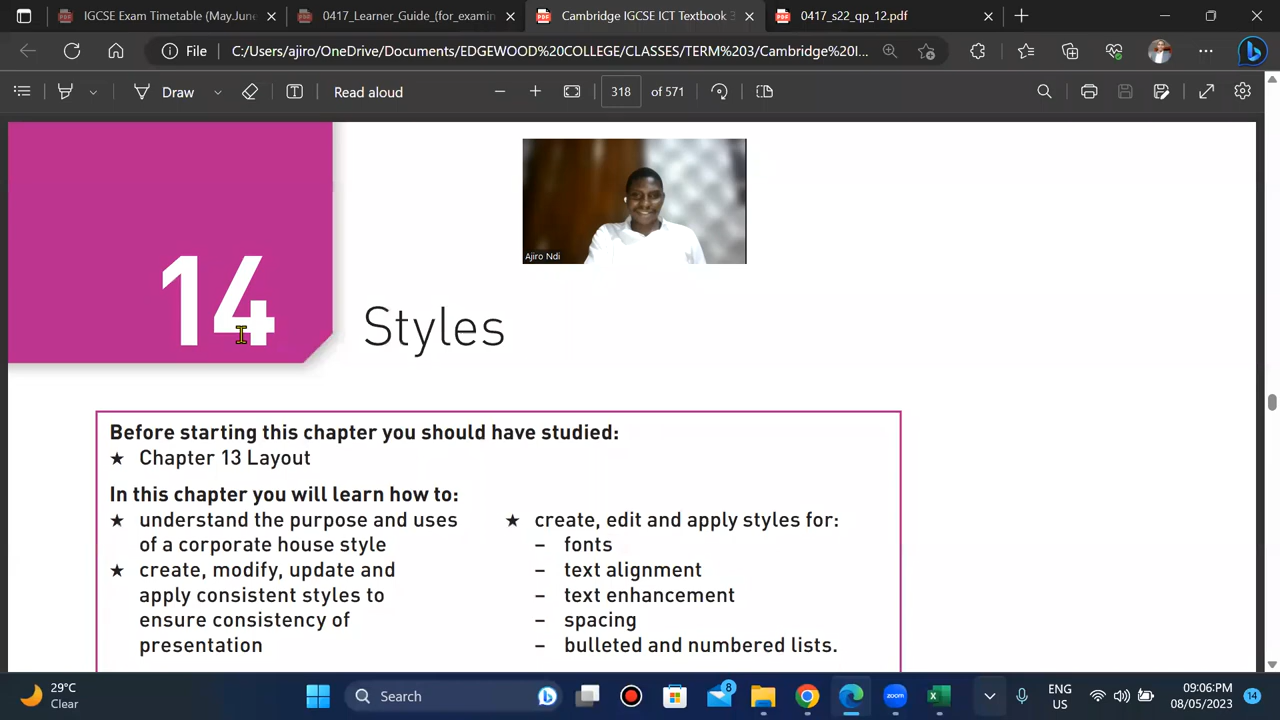 IGCSE Exam Timetable (May June
0417_Learner_Guide_(for_examin
Cambridge IGCSE ICT Textbook 3
0417_s22_qp_12.pdf
File
C:/Users/ajiro/OneDrive/Documents/EDGEWOOD%20COLLEGE/CLASSES/TERM%203/Cambridge%20I...
Draw
Read aloud
318 of 571
Ajiro Ndi
14
Styles
Before starting this chapter you should have studied:
★ Chapter 13 Layout
In this chapter you will learn how to:
★ understand the purpose and uses
of a corporate house style
★ create, modify, update and
apply consistent styles to
ensure consistency of
presentation
★ create, edit and apply styles for:
– fonts
– text alignment
– text enhancement
– spacing
– bulleted and numbered lists.
29°C
Clear
Search
8
zoom
ENG
US
09:06:PM
08/05/2023
14